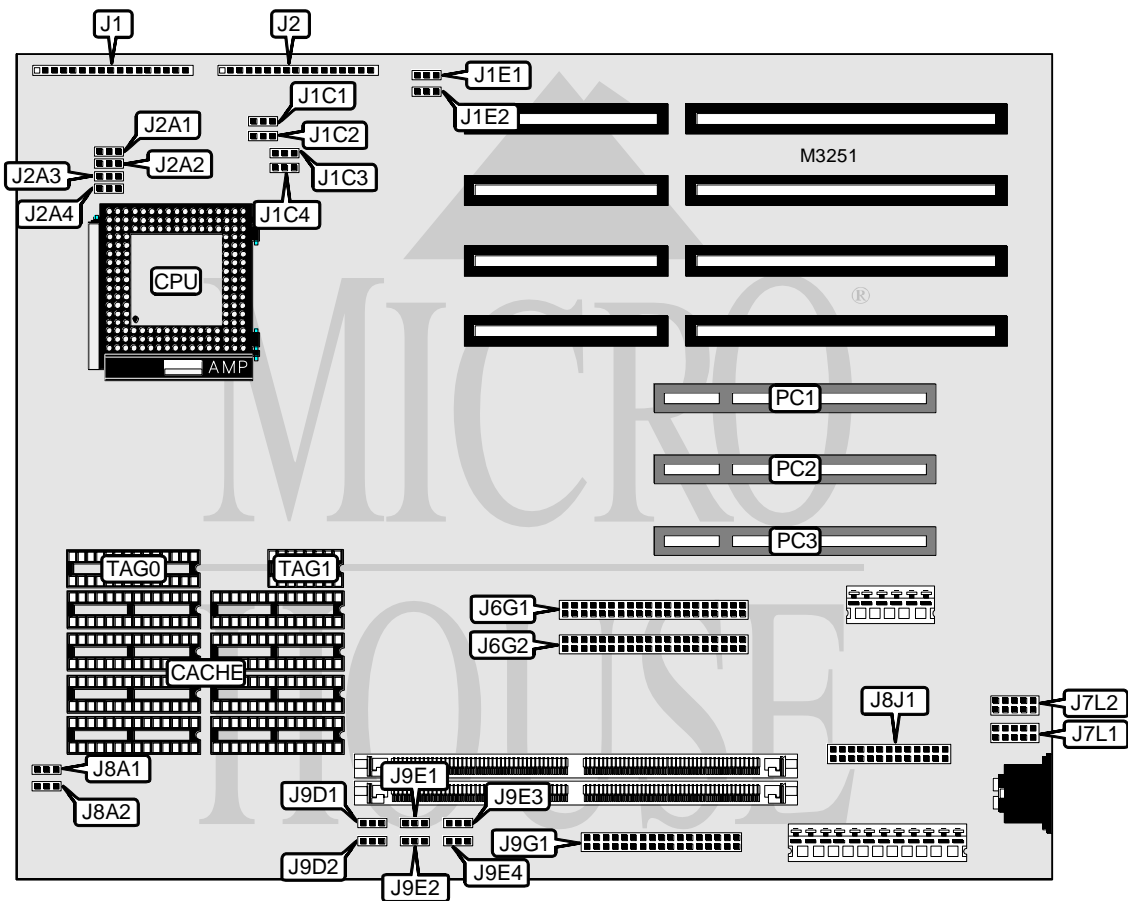 J1
J2
J1E1
J1E2
J1C1
J1C2
J2A1
J2A2
J2A3
J2A4
J1C3
J1C4
M3251
CPU
AMP
MICRO
®
HOUSE
PC1
PC2
PC3
TAG0
TAG1
CACHE
J6G1
J6G2
J8J1
J7L2
J7L1
J8A1
J8A2
J9D1
J9E1
J9E3
J9D2
J9E2
J9E4
J9G1